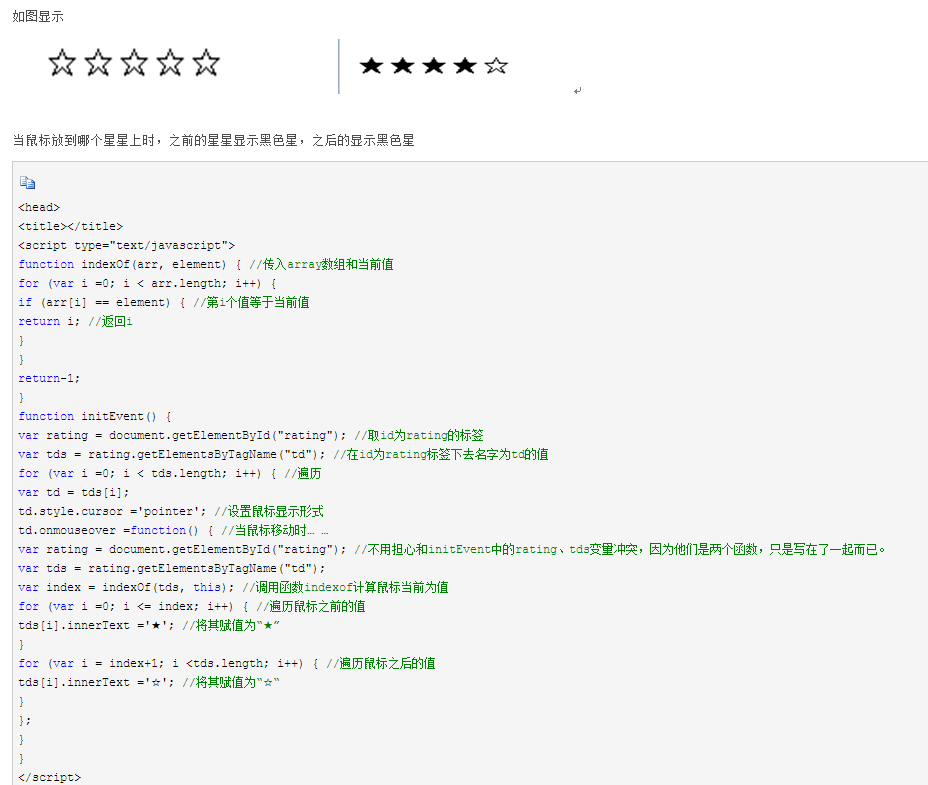 如图显示
☆☆☆☆☆ ★★★★☆
当鼠标放到哪个星星上时，之前的星星显示黑色星，之后的显示黑色星
<head>
<title></title>
<script type="text/javascript">
function indexOf(arr, element) { //传入array数组和当前值
for (var i =0; i < arr.length; i++) {
if (arr[i] == element) { //第i个值等于当前值
return i; //返回i
}
}
return-1;
}
function initEvent() {
var rating = document.getElementById("rating"); //取id为rating的标签
var tds = rating.getElementsByTagName("td"); //在id为rating标签下去名字为td的值
for (var i =0; i < tds.length; i++) { //遍历
var td = tds[i];
td.style.cursor ='pointer'; //设置鼠标显示形式
td.onmouseover =function() { //当鼠标移动时… …
var rating = document.getElementById("rating"); //不用担心和initEvent中的rating、tds变量冲突，因为他们是两个函数，只是写在了一起而已。
var tds = rating.getElementsByTagName("td");
var index = indexOf(tds, this); //调用函数indexof计算鼠标当前为值
for (var i =0; i <= index; i++) { //遍历鼠标之前的值
tds[i].innerText ='★'; //将其赋值为“★”
}
for (var i = index+1; i <tds.length; i++) { //遍历鼠标之后的值
tds[i].innerText ='☆'; //将其赋值为“☆“
}
};
}
}
</script>